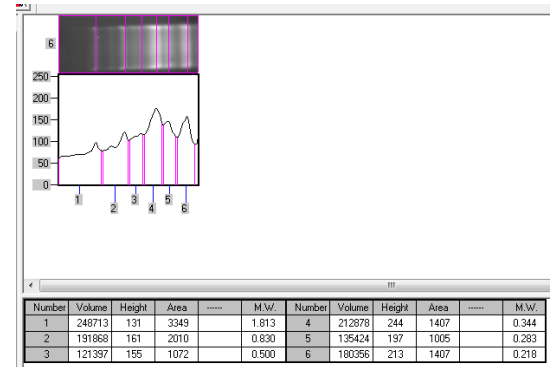 6
250
200
150
100
50
0
1 2 3 4 5 6
Number Volume Height Area ------ M.W. Number Volume Height Area ------ M.W.
1 248713 131 3349 1.813 4 212878 244 1407 0.344
2 191868 161 2010 0.830 5 135424 197 1005 0.283
3 121397 155 1072 0.500 6 180356 213 1407 0.218